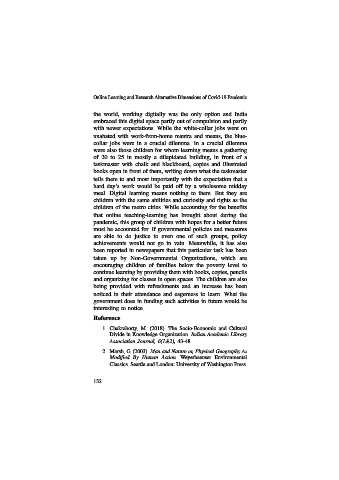 Online Learning and Research Alternative Dimensions of Covid-19 Pandemic
the world, working digitally was the only option and India
embraced this digital space partly out of compulsion and partly
with newer expectations. While the white-collar jobs were on
unabated with work-from-home mantra and means, the blue-
collar jobs were in a crucial dilemma. In a crucial dilemma
were also those children for whom learning means a gathering
of 20 to 25 in mostly a dilapidated building, in front of a
taskmaster with chalk and blackboard, copies and illustrated
books open in front of them, writing down what the taskmaster
tells there to and most importantly with the expectation that a
hard day's work would be paid off by a wholesome midday
meal. Digital learning means nothing to them. But they are
children with the same abilities and curiosity and rights as the
children of the metro cities. While accounting for the benefits
that online teaching-learning has brought about during the
pandemic, this group of children with hopes for a better future
must be accounted for. If governmental policies and measures
are able to do justice to even one of such groups, policy
achievements would not go in vain. Meanwhile, it has also
been reported in newspapers that this particular task has been
taken up by Non-Governmental Organizations, which are
encouraging children of families below the poverty level to
continue learning by providing them with books, copies, pencils
and organizing for classes in open spaces. The children are also
being provided with refreshments and an increase has been
noticed in their attendance and eagerness to learn. What the
government does in funding such activities in future would be
interesting to notice.
Reference
1. Chakraborty, M. (2018). The Socio-Economic and Cultural
Divide in Knowledge Organization. Indian Academic Library
Association Journal, 6(1&2), 43-48.
2. Marsh, G. (2003). Man and Nature or, Physical Geography As
Modified By Human Action. Weyerhaeuser Environmental
Classics. Seattle and London: University of Washington Press.
132